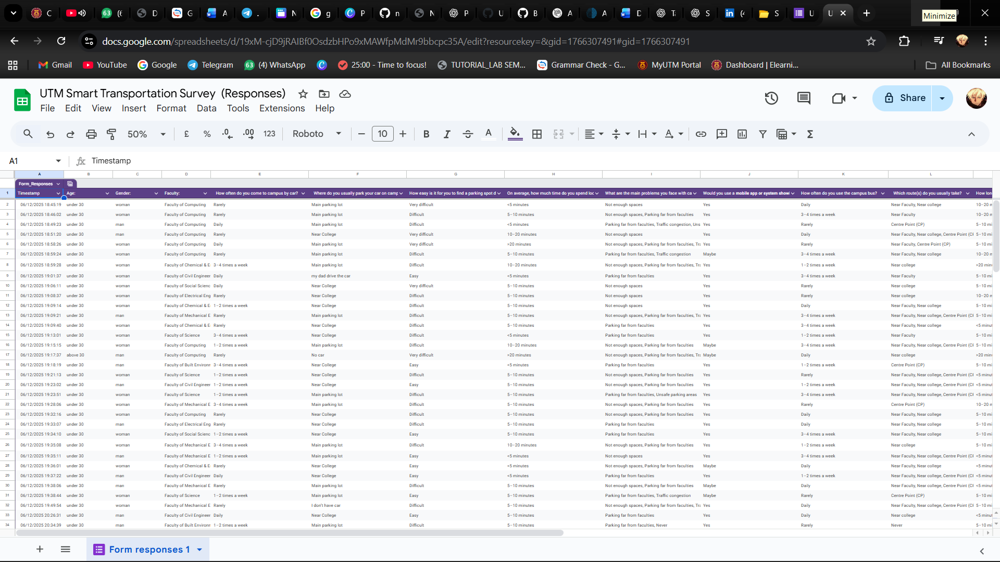 C
(6
D
G
A
.
N
g
P
n
N
P
U
B
A
A
D
Ta
S
(4
S
U
U
Minimize
docs.google.com/spreadsheets/d/19xM-cjD9jRAIBf0OsdzbHPo9xMAWfpMdMr9bbcpc35A/edit?resourcekey=&gid=1766307491#gid=1766307491
Gmail YouTube Google Telegram (4) WhatsApp 25:00 - Time to focus! TUTORIAL_LAB SEM... Grammar Check - G... MyUTM Portal Dashboard | Elearni... All Bookmarks
UTM Smart Transportation Survey (Responses)
File Edit View Insert Format Data Tools Extensions Help
Share
50% £ % .0 .00 123 Roboto 10 B I A
A1 fx Timestamp
A B C D E F G H I J K L
Form_Responses
1 Timestamp Age: Gender: Faculty: How often do you come to campus by car? Where do you usually park your car on camp How easy is it for you to find a parking spot d On average, how much time do you spend loc What are the main problems you face with ca Would you use a mobile app or system show How often do you use the campus bus? Which route(s) do you usually take? How lon
2 06/12/2025 18:45:19 under 30 woman Faculty of Computing Rarely Main parking lot Very difficult <5 minutes Not enough spaces Yes Daily Near Faculty, Near college 10–20 m
3 06/12/2025 18:46:02 under 30 woman Faculty of Computing Rarely Main parking lot Difficult 5–10 minutes Not enough spaces, Parking far from faculties Yes 3–4 times a week Near Faculty 10–20 m
4 06/12/2025 18:49:23 under 30 man Faculty of Computing Daily Main parking lot Difficult <5 minutes Parking far from faculties, Traffic congestion, Uns Yes Rarely Centre Point (CP) 5–10 mi
5 06/12/2025 18:51:20 under 30 man Faculty of Computing Rarely Near College Very difficult 10–20 minutes Not enough spaces Yes Daily Near Faculty, Near college, Centre Point (CI 5–10 mi
6 06/12/2025 18:58:26 under 30 woman Faculty of Computing Daily Main parking lot Very difficult >20 minutes Not enough spaces, Parking far from faculties, Tra Yes Rarely Near Faculty, Centre Point (CP) 5–10 mi
7 06/12/2025 18:59:24 under 30 woman Faculty of Computing Rarely Main parking lot Difficult 5–10 minutes Parking far from faculties, Traffic congestion Maybe 3–4 times a week Near Faculty, Near college 10–20 m
8 06/12/2025 18:59:28 under 30 woman Faculty of Chemical & E 3–4 times a week Main parking lot Difficult 10–20 minutes Not enough spaces, Parking far from faculties, Tra Yes 1–2 times a week Near college >20 min
9 06/12/2025 19:01:37 under 30 woman Faculty of Civil Engineer Daily my dad drive the car Easy <5 minutes Parking far from faculties Yes 3–4 times a week Near Faculty 5–10 mi
10 06/12/2025 19:06:11 under 30 woman Faculty of Social Scienc Daily Near College Very difficult 5–10 minutes Not enough spaces Yes Rarely Near college 5–10 mi
11 06/12/2025 19:08:37 under 30 woman Faculty of Electrical Eng Rarely Near College Difficult 5–10 minutes Not enough spaces Yes Rarely Near college 10–20 m
12 06/12/2025 19:09:14 under 30 woman Faculty of Chemical & E 1–2 times a week Near College Difficult 5–10 minutes Not enough spaces Yes Daily Near Faculty, Near college 5–10 mi
13 06/12/2025 19:09:21 under 30 man Faculty of Mechanical E Rarely Main parking lot Difficult 5–10 minutes Not enough spaces, Parking far from faculties, Tra Yes 3–4 times a week Near Faculty, Near college, Centre Point (CI 5–10 mi
14 06/12/2025 19:09:40 under 30 woman Faculty of Chemical & E Rarely Near College Difficult 5–10 minutes Parking far from faculties Yes 3–4 times a week Near Faculty, Near college <5 minut
15 06/12/2025 19:13:01 under 30 woman Faculty of Science 3–4 times a week Near College Difficult <5 minutes Parking far from faculties Yes 1–2 times a week Near Faculty 5–10 mi
16 06/12/2025 19:15:15 under 30 woman Faculty of Computing 1–2 times a week Main parking lot Difficult 10–20 minutes Not enough spaces, Parking far from faculties Maybe 3–4 times a week Near Faculty, Near college, Centre Point (CI 5–10 mi
17 06/12/2025 19:17:37 above 30 man Faculty of Computing Rarely No car Very difficult >20 minutes Not enough spaces, Parking far from faculties, Tra Maybe Daily Near college >20 min
18 06/12/2025 19:18:19 under 30 man Faculty of Built Environn 3–4 times a week Near College Easy <5 minutes Parking far from faculties Yes 1–2 times a week Centre Point (CP) 5–10 mi
19 06/12/2025 19:21:13 under 30 woman Faculty of Science 1–2 times a week Near College Difficult 5–10 minutes Not enough spaces, Parking far from faculties Yes Rarely Near Faculty, Near college, Centre Point (CI <5 minut
20 06/12/2025 19:23:02 under 30 man Faculty of Civil Engineer 1–2 times a week Near College Easy 5–10 minutes Not enough spaces, Parking far from faculties Yes 1–2 times a week Near Faculty, Near college, Centre Point (CI <5 minut
21 06/12/2025 19:23:51 under 30 woman Faculty of Science 1–2 times a week Main parking lot Difficult 5–10 minutes Parking far from faculties, Unsafe parking areas Yes 3–4 times a week Near Faculty, Near college, Centre Point (CI <5 minut
22 06/12/2025 19:28:06 under 30 woman Faculty of Mechanical E 3–4 times a week Main parking lot Difficult 5–10 minutes Not enough spaces, Parking far from faculties Yes Rarely Centre Point (CP) 10–20 m
23 06/12/2025 19:32:16 under 30 woman Faculty of Computing Rarely Near College Difficult 5–10 minutes Not enough spaces, Parking far from faculties Yes Daily Near Faculty, Near college 5–10 mi
24 06/12/2025 19:33:07 under 30 man Faculty of Electrical Eng Rarely Near College Difficult 5–10 minutes Parking far from faculties Yes Daily Near Faculty, Near college 5–10 mi
25 06/12/2025 19:34:10 under 30 woman Faculty of Social Scienc 1–2 times a week Near College Easy 5–10 minutes Parking far from faculties Yes 3–4 times a week Near Faculty, Near college 5–10 mi
26 06/12/2025 19:35:08 under 30 woman Faculty of Mechanical E 3–4 times a week Main parking lot Difficult 10–20 minutes Not enough spaces, Parking far from faculties Yes 1–2 times a week Near college 5–10 mi
27 06/12/2025 19:35:11 under 30 man Faculty of Mechanical E 1–2 times a week Main parking lot Easy <5 minutes Not enough spaces Yes 3–4 times a week Near Faculty, Near college, Centre Point (CI <5 minut
28 06/12/2025 19:36:01 under 30 woman Faculty of Chemical & E Rarely Near College Easy <5 minutes Not enough spaces, Parking far from faculties Maybe Daily Near Faculty, Near college <5 minut
29 06/12/2025 19:37:22 under 30 man Faculty of Civil Engineer Daily Near College Easy <5 minutes Parking far from faculties Yes 1–2 times a week Near Faculty, Near college, Centre Point (CI <5 minut
30 06/12/2025 19:38:06 under 30 man Faculty of Mechanical E Rarely Main parking lot Difficult 5–10 minutes Not enough spaces, Parking far from faculties Maybe Daily Near Faculty, Near college, Centre Point (CI <5 minut
31 06/12/2025 19:38:44 under 30 woman Faculty of Science 1–2 times a week Main parking lot Easy 5–10 minutes Parking far from faculties, Traffic congestion Maybe Rarely Centre Point (CP) 5–10 mi
32 06/12/2025 19:49:54 under 30 woman Faculty of Mechanical E Rarely I don't have car Difficult 5–10 minutes Not enough spaces, Parking far from faculties, Tra Yes Daily Near Faculty, Near college, Centre Point (CI 5–10 mi
33 06/12/2025 20:26:31 under 30 man Faculty of Civil Engineer Daily Near College Easy 5–10 minutes Parking far from faculties Yes Daily Near college <5 minut
34 06/12/2025 20:34:39 under 30 man Faculty of Built Environn 1–2 times a week Main parking lot Difficult 5–10 minutes Parking far from faculties, Never Yes Rarely Never 5–10 mi
Form responses 1